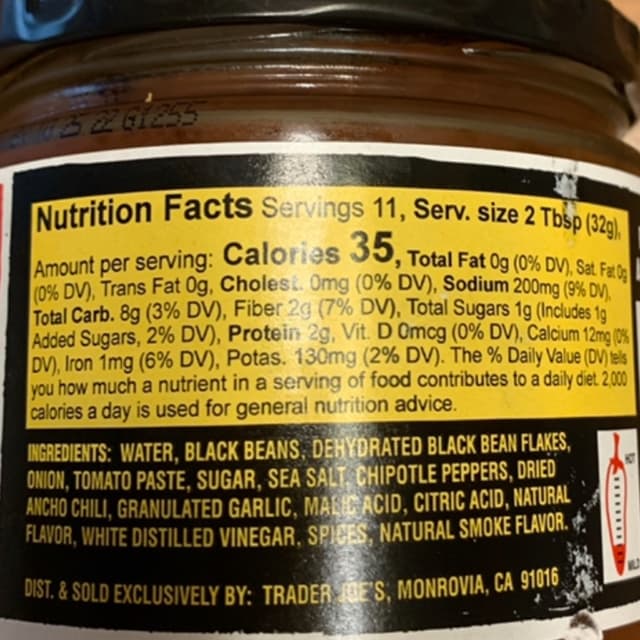 25 22 G1255
Nutrition Facts Servings 11, Serv. size 2 Tbsp (32g),
Amount per serving: Calories 35, Total Fat 0g (0% DV), Sat. Fat 0g
(0% DV), Trans Fat 0g, Cholest. 0mg (0% DV), Sodium 200mg (9% DV),
Total Carb. 8g (3% DV), Fiber 2g (7% DV), Total Sugars 1g (Includes 1g
Added Sugars, 2% DV), Protein 2g, Vit. D 0mcg (0% DV), Calcium 12mg (0%
DV), Iron 1mg (6% DV), Potas. 130mg (2% DV). The % Daily Value (DV) tells
you how much a nutrient in a serving of food contributes to a daily diet. 2,000
calories a day is used for general nutrition advice.
INGREDIENTS: WATER, BLACK BEANS, DEHYDRATED BLACK BEAN FLAKES,
ONION, TOMATO PASTE, SUGAR, SEA SALT, CHIPOTLE PEPPERS, DRIED
ANCHO CHILI, GRANULATED GARLIC, MALIC ACID, CITRIC ACID, NATURAL
FLAVOR, WHITE DISTILLED VINEGAR, SPICES, NATURAL SMOKE FLAVOR.
HOT
MILD
DIST. & SOLD EXCLUSIVELY BY: TRADER JOE'S, MONROVIA, CA 91016